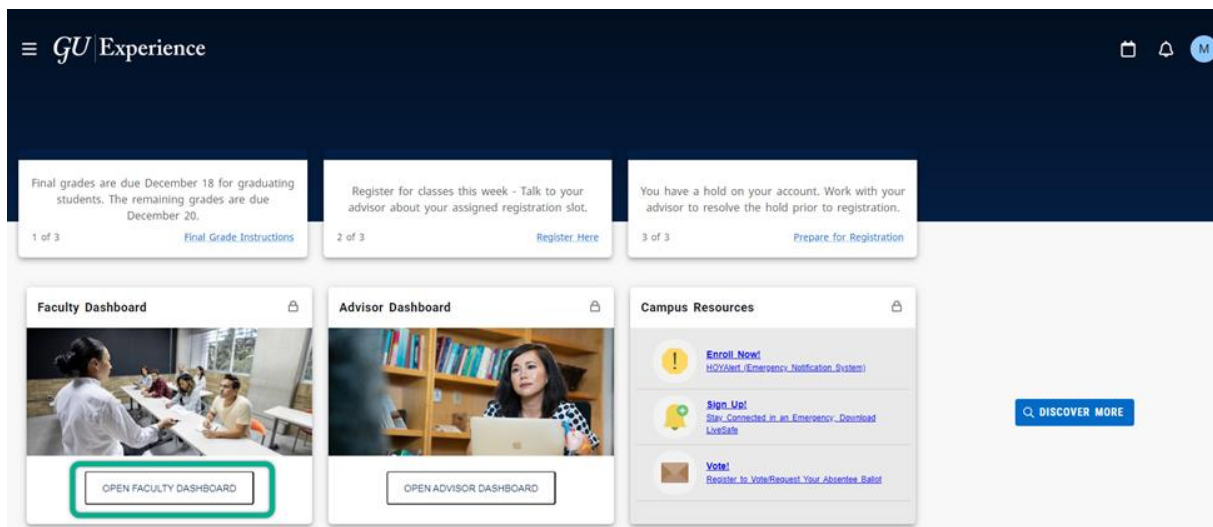 GU|Experience
M
Final grades are due December 18 for graduating
students. The remaining grades are due
December 20.
1 of 3
Final Grade Instructions
Register for classes this week - Talk to your
advisor about your assigned registration slot.
2 of 3
Register Here
You have a hold on your account. Work with your
advisor to resolve the hold prior to registration.
3 of 3
Prepare for Registration
Faculty Dashboard
OPEN FACULTY DASHBOARD
Advisor Dashboard
OPEN ADVISOR DASHBOARD
Campus Resources
Enroll Now!
HOYAlert (Emergency Notification System)
Sign Up!
Stay Connected in an Emergency, Download
LiveSafe
Vote!
Register to Vote/Request Your Absentee Ballot
DISCOVER MORE